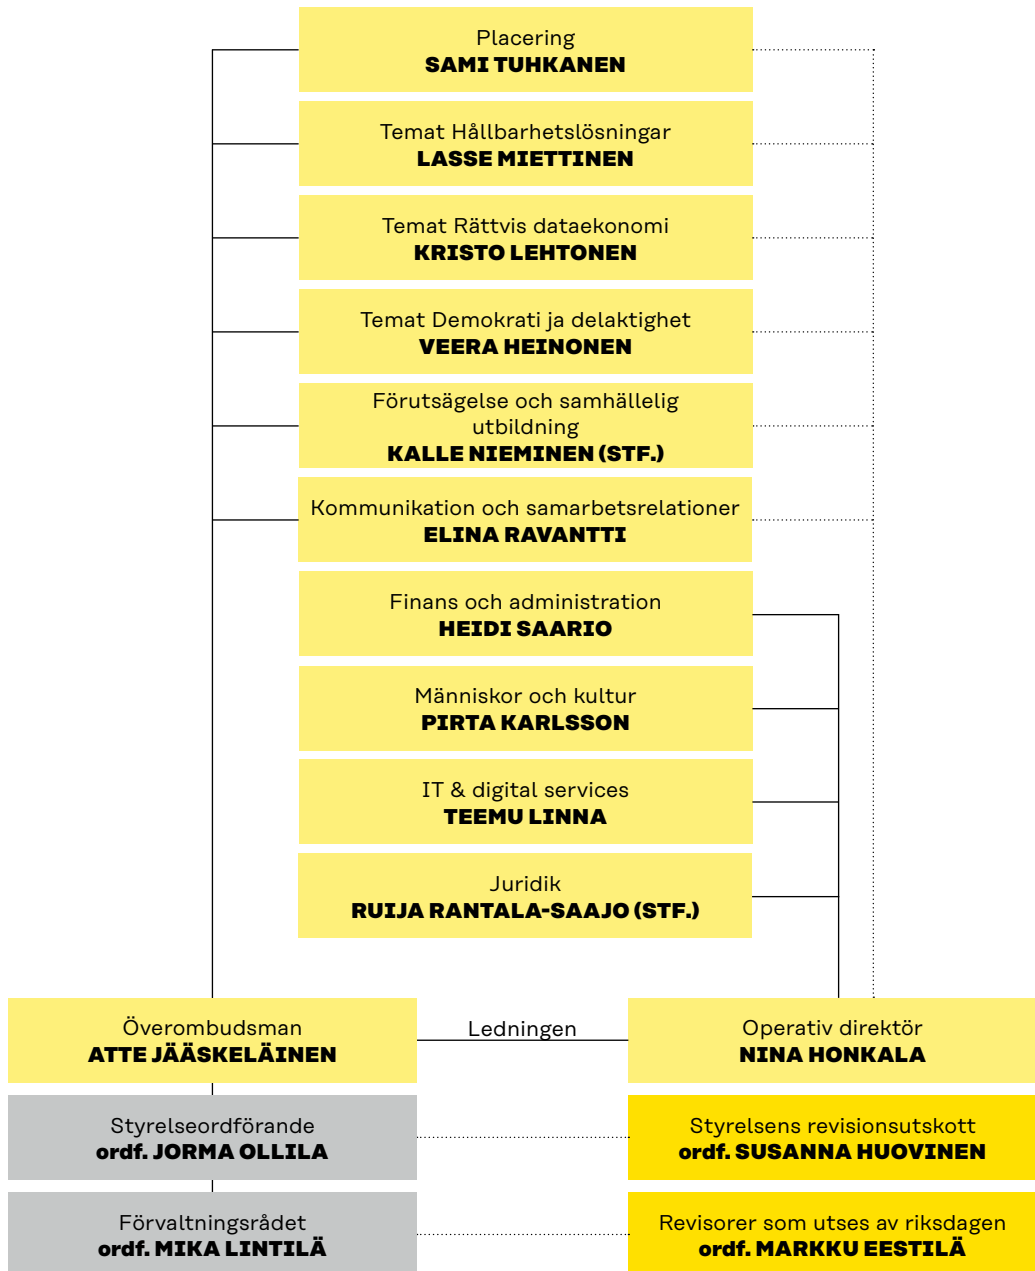 Placering
SAMI TUHKANEN
Temat Hållbarhetslösningar
LASSE MIETTINEN
Temat Rättvis dataekonomi
KRISTO LEHTONEN
Temat Demokrati ja delaktighet
VEERA HEINONEN
Förutsägelse och samhällelig
utbildning
KALLE NIEMINEN (STF.)
Kommunikation och samarbetsrelationer
ELINA RAVANTTI
Finans och administration
HEIDI SAARIO
Människor och kultur
PIRTA KARLSSON
IT & digital services
TEEMU LINNA
Juridik
RUIJA RANTALA-SAAJO (STF.)
Överombudsman
ATTE JÄÄSKELÄINEN
Ledningen
Operativ direktör
NINA HONKALA
Styrelseordförande
ordf. JORMA OLLILA
Styrelsens revisionsutskott
ordf. SUSANNA HUOVINEN
Förvaltningsrådet
ordf. MIKA LINTILÄ
Revisorer som utses av riksdagen
ordf. MARKKU EESTILÄ